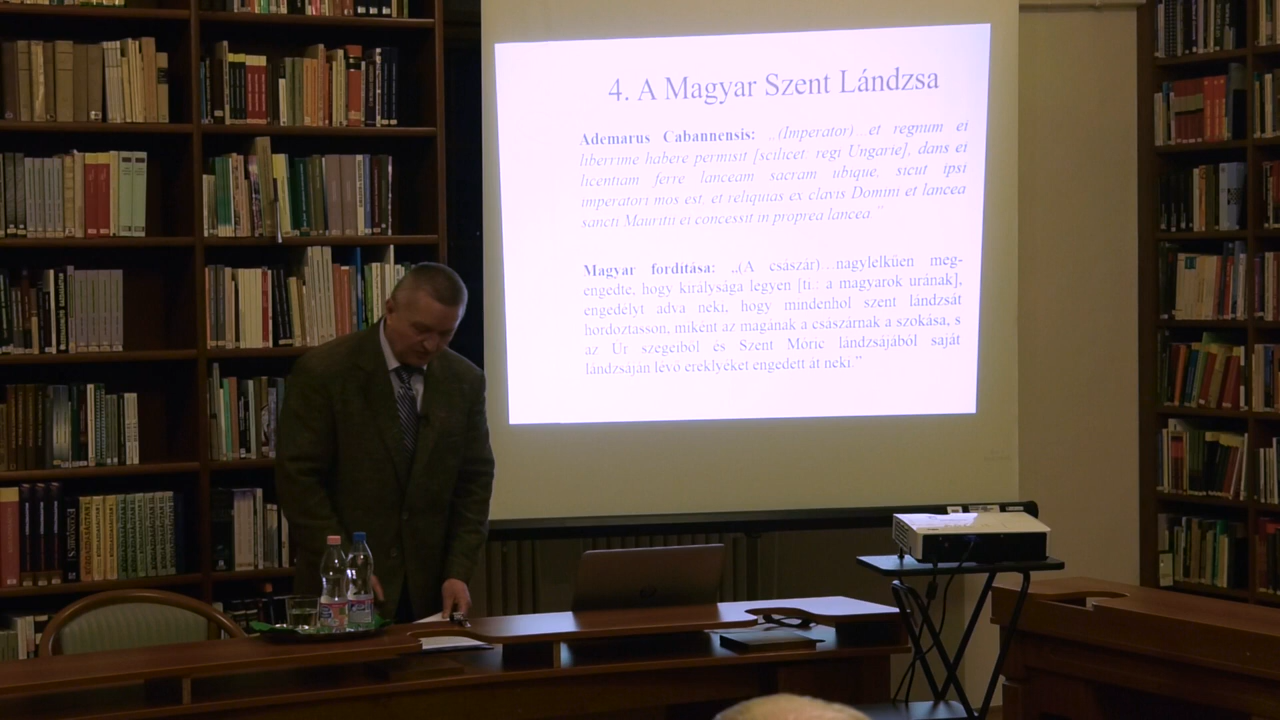 4. A Magyar Szent Lándzsa
Ademarus Cabannensis: „(Imperator)…et regnum ei
liberrime habere permisit [scilicet: regi Ungarie], dans ei
licentiam ferre lanceam sacram ubique, sicut ipsi
imperatori mos est, et reliquias ex clavis Domini et lancea
sancti Mauritii ei concessit in proprea lancea.”
Magyar fordítása: „(A császár)…nagylelkűen meg-
engedte, hogy királysága legyen [ti.: a magyarok urának],
engedélyt adva neki, hogy mindenhol szent lándzsát
hordoztasson, miként az magának a császárnak a szokása, s
az Úr szegeiből és Szent Móric lándzsájából saját
lándzsáján lévő ereklyéket engedett át neki.”